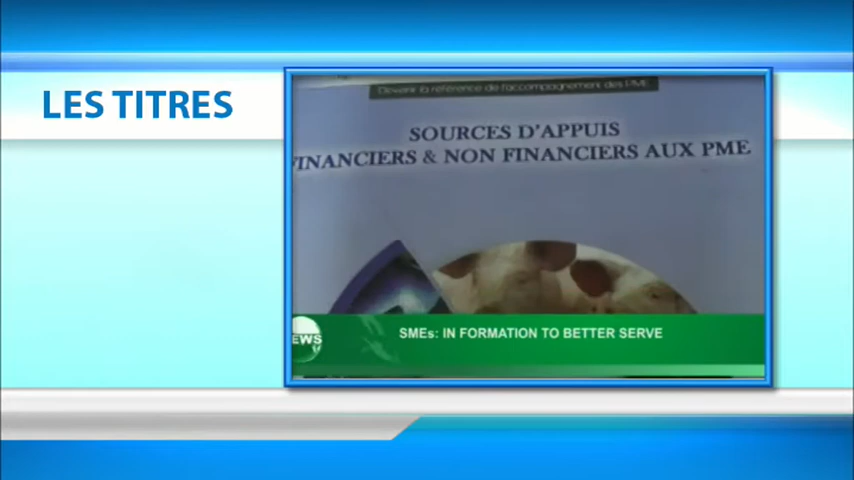 LES TITRES
Devenir la référence de l'accompagnement des PME
SOURCES D'APPUIS
FINANCIERS & NON FINANCIERS AUX PME
EWS
SMEs: IN FORMATION TO BETTER SERVE